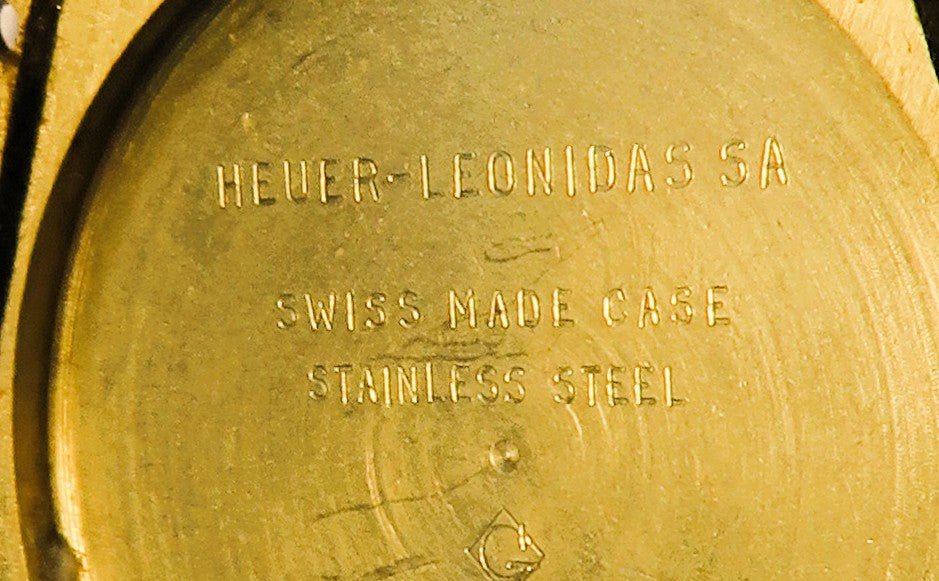 HEUER-LEONIDAS SA
SWISS MADE CASE
STAINLESS STEEL